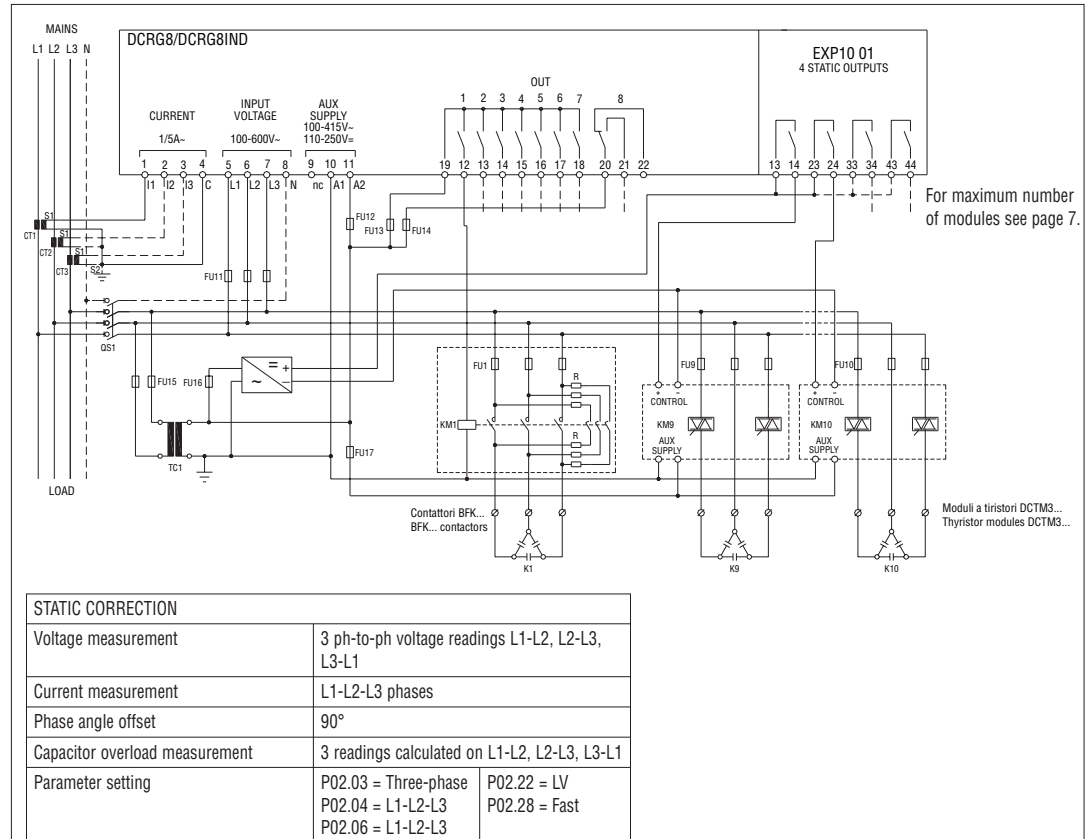 MAINS
L1 L2 L3 N
DCRG8/DCRG8IND
EXP10 01
4 STATIC OUTPUTS
OUT
1 2 3 4 5 6 7 8
CURRENT
1/5A~
INPUT
VOLTAGE
100-600V~
AUX
SUPPLY
100-415V~
110-250V=
1 2 3 4 5 6 7 8 9 10 11 19 12 13 14 15 16 17 18 20 21 22 13 14 23 24 33 34 43 44
I1 I2 I3 C L1 L2 L3 N nc A1 A2
For maximum number
of modules see page 7.
S1
CT1
S1
CT2
S1
CT3
S2
FU12
FU13
FU14
FU11
QS1
FU15
FU16
= +
~ –
FU1
R
R
KM1
FU9
FU10
+ –
CONTROL
KM9
AUX
SUPPLY
+ –
CONTROL
KM10
AUX
SUPPLY
TC1
FU17
LOAD
Contattori BFK...
BFK... contactors
Moduli a tiristori DCTM3...
Thyristor modules DCTM3...
K1
K9
K10
STATIC CORRECTION
Voltage measurement
3 ph-to-ph voltage readings L1-L2, L2-L3,
L3-L1
Current measurement
L1-L2-L3 phases
Phase angle offset
90°
Capacitor overload measurement
3 readings calculated on L1-L2, L2-L3, L3-L1
Parameter setting
P02.03 = Three-phase
P02.04 = L1-L2-L3
P02.06 = L1-L2-L3
P02.22 = LV
P02.28 = Fast